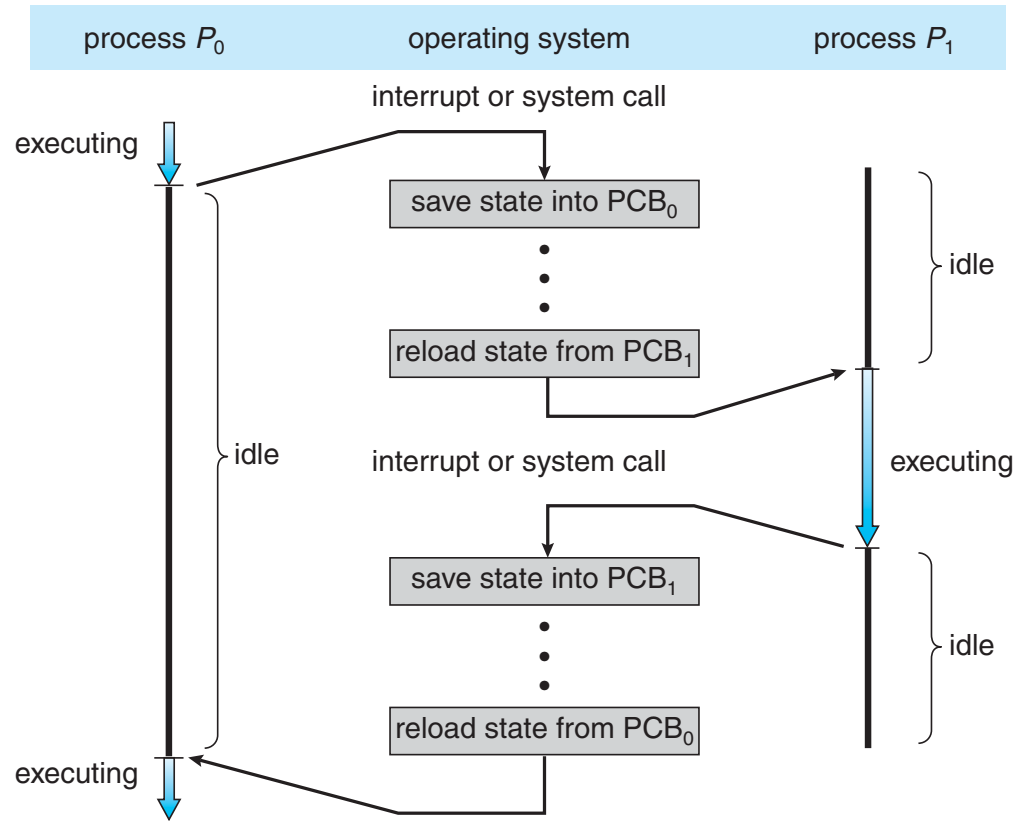 process P₀ operating system process P₁
interrupt or system call
executing
save state into PCB₀
idle
reload state from PCB₁
idle
interrupt or system call
executing
save state into PCB₁
idle
reload state from PCB₀
executing